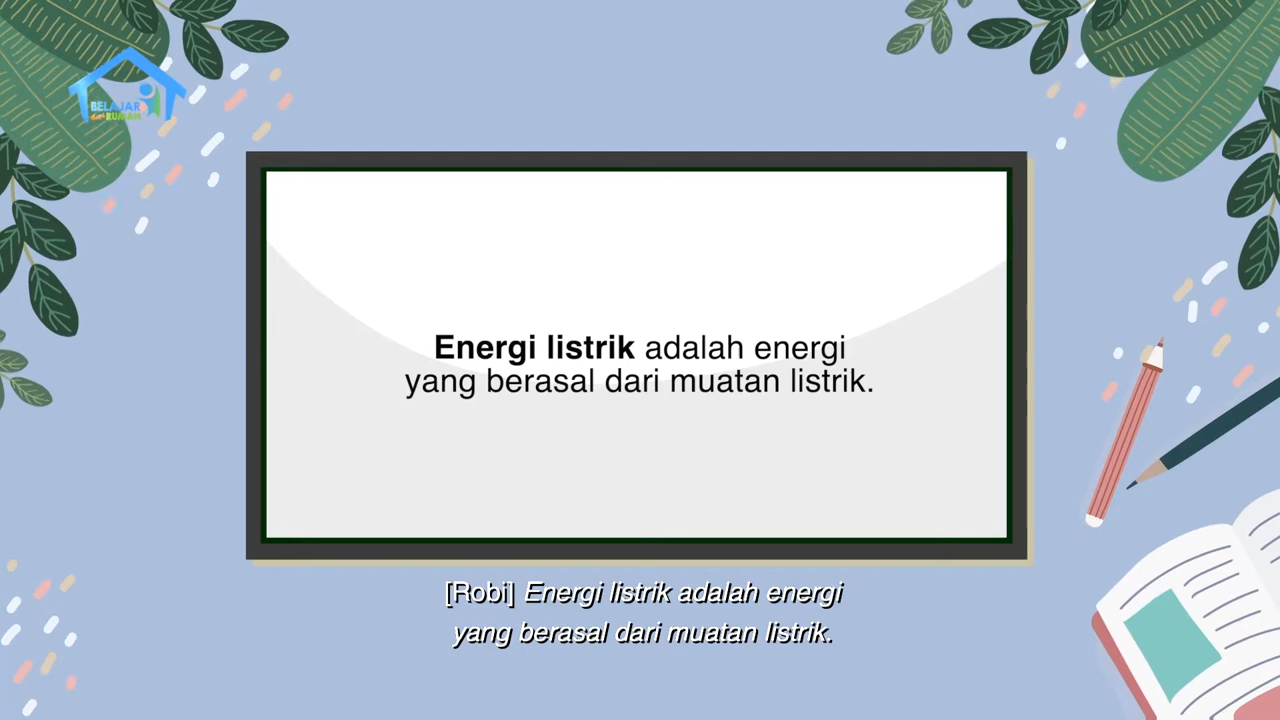 BELAJAR
dari RUMAH
Energi listrik adalah energi
yang berasal dari muatan listrik.
[Robi] Energi listrik adalah energi
yang berasal dari muatan listrik.